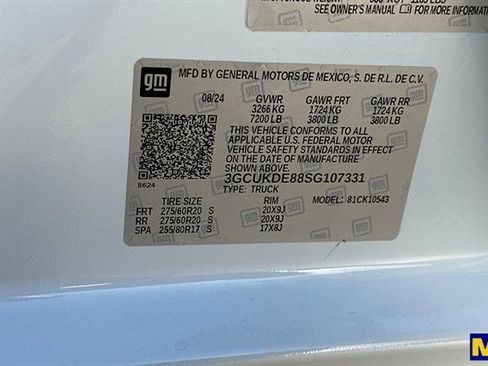 SEE OWNER'S MANUAL FOR MORE INFORMATION
gm
MFD BY GENERAL MOTORS DE MEXICO, S. DE R.L. DE C.V.
08/24 GVWR GAWR FRT GAWR RR
3266 KG 1724 KG 1724 KG
7200 LB 3800 LB 3800 LB
THIS VEHICLE CONFORMS TO ALL
APPLICABLE U.S. FEDERAL MOTOR
VEHICLE SAFETY STANDARDS IN EFFECT
ON THE DATE OF MANUFACTURE SHOWN ABOVE.
3GCUKDE88SG107331
8624 TYPE: TRUCK MODEL: 81CK10543
TIRE SIZE RIM
FRT 275/60R20 S 20X9J
RR 275/60R20 S 20X9J
SPA 255/80R17 S 17X8J